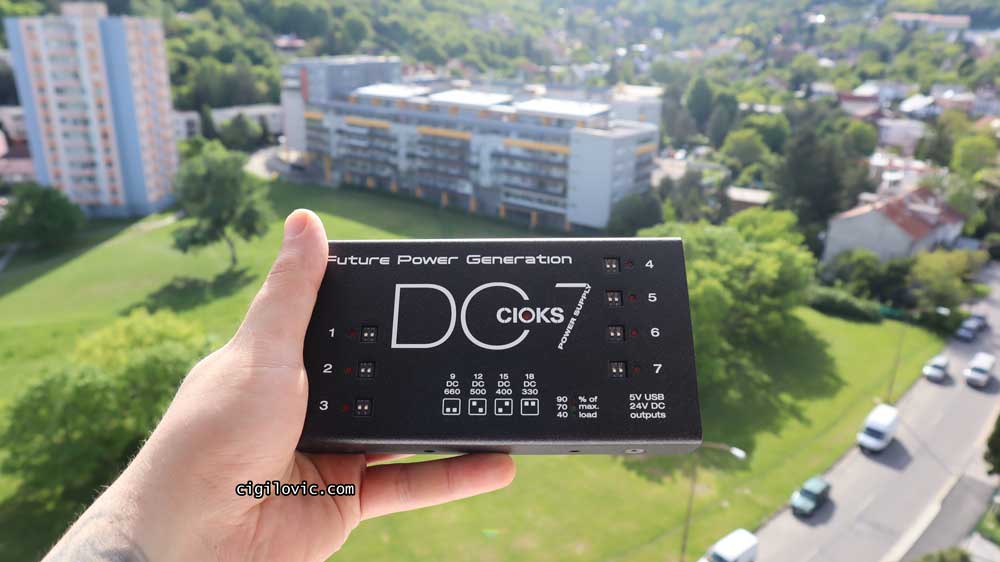 Future Power Generation
DC7
CIOKS
POWER SUPPLY
1
2
3
4
5
6
7
9 12 15 18
DC DC DC DC
660 500 400 330
90 % of
70 max.
40 load
5V USB
24V DC
outputs
cigilovic.com